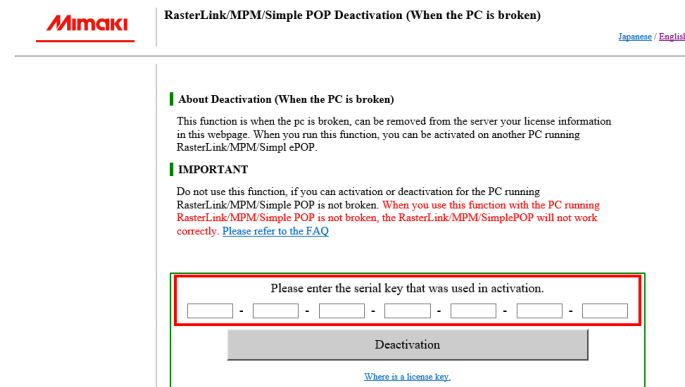 Mimaki
RasterLink/MPM/Simple POP Deactivation (When the PC is broken)
Japanese / English
About Deactivation (When the PC is broken)
This function is when the pc is broken, can be removed from the server your license information
in this webpage. When you run this function, you can be activated on another PC running
RasterLink/MPM/Simpl ePOP.
IMPORTANT
Do not use this function, if you can activation or deactivation for the PC running
RasterLink/MPM/Simple POP is not broken. When you use this function with the PC running
RasterLink/MPM/Simple POP is not broken, the RasterLink/MPM/SimplePOP will not work
correctly. Please refer to the FAQ
Please enter the serial key that was used in activation.
- - - - - -
Deactivation
Where is a license key.